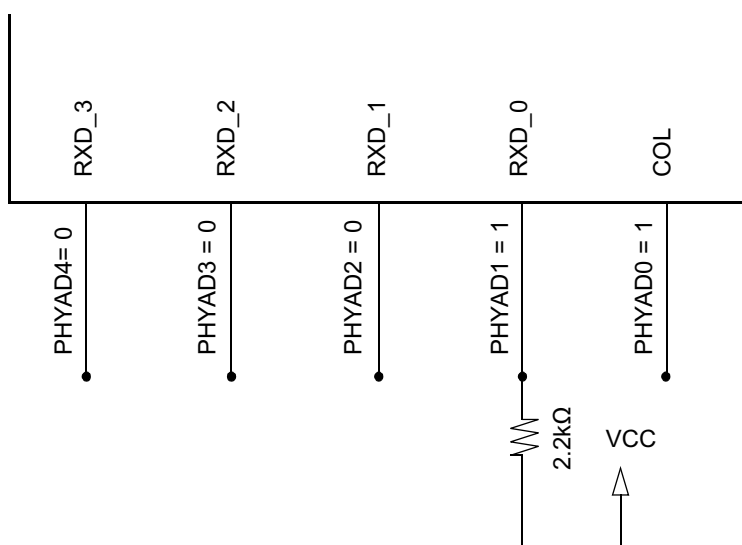 RXD_3
RXD_2
RXD_1
RXD_0
COL
PHYAD4= 0
PHYAD3 = 0
PHYAD2 = 0
PHYAD1 = 1
PHYAD0 = 1
2.2kΩ
VCC